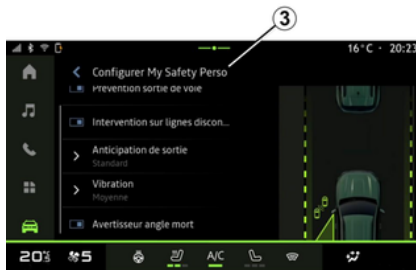 3
16°C · 20:23
Configurer My Safety Perso
Prévention sortie de voie
Intervention sur lignes discon...
Anticipation de sortie
Standard
Vibration
Moyenne
Avertisseur angle mort
5
A/C